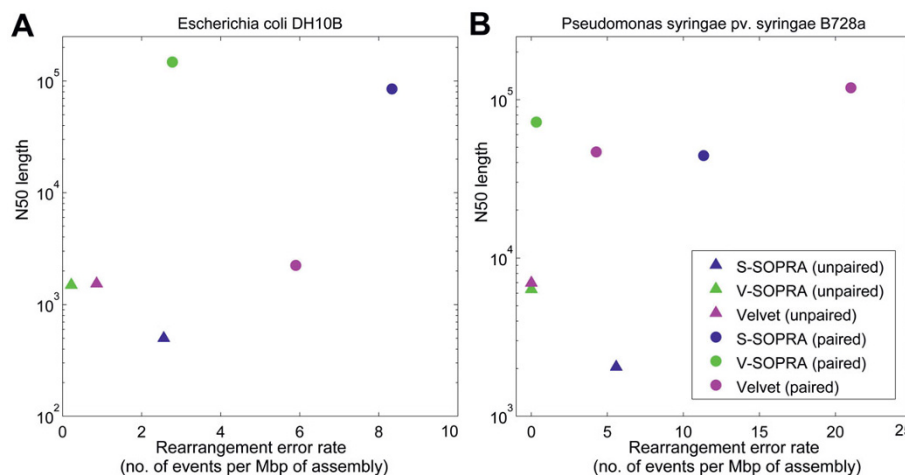 A
Escherichia coli DH10B
N50 length
10^5
10^4
10^3
10^2
0 2 4 6 8 10
Rearrangement error rate
(no. of events per Mbp of assembly)
B
Pseudomonas syringae pv. syringae B728a
N50 length
10^5
10^4
10^3
0 5 10 15 20 25
Rearrangement error rate
(no. of events per Mbp of assembly)
S-SOPRA (unpaired)
V-SOPRA (unpaired)
Velvet (unpaired)
S-SOPRA (paired)
V-SOPRA (paired)
Velvet (paired)